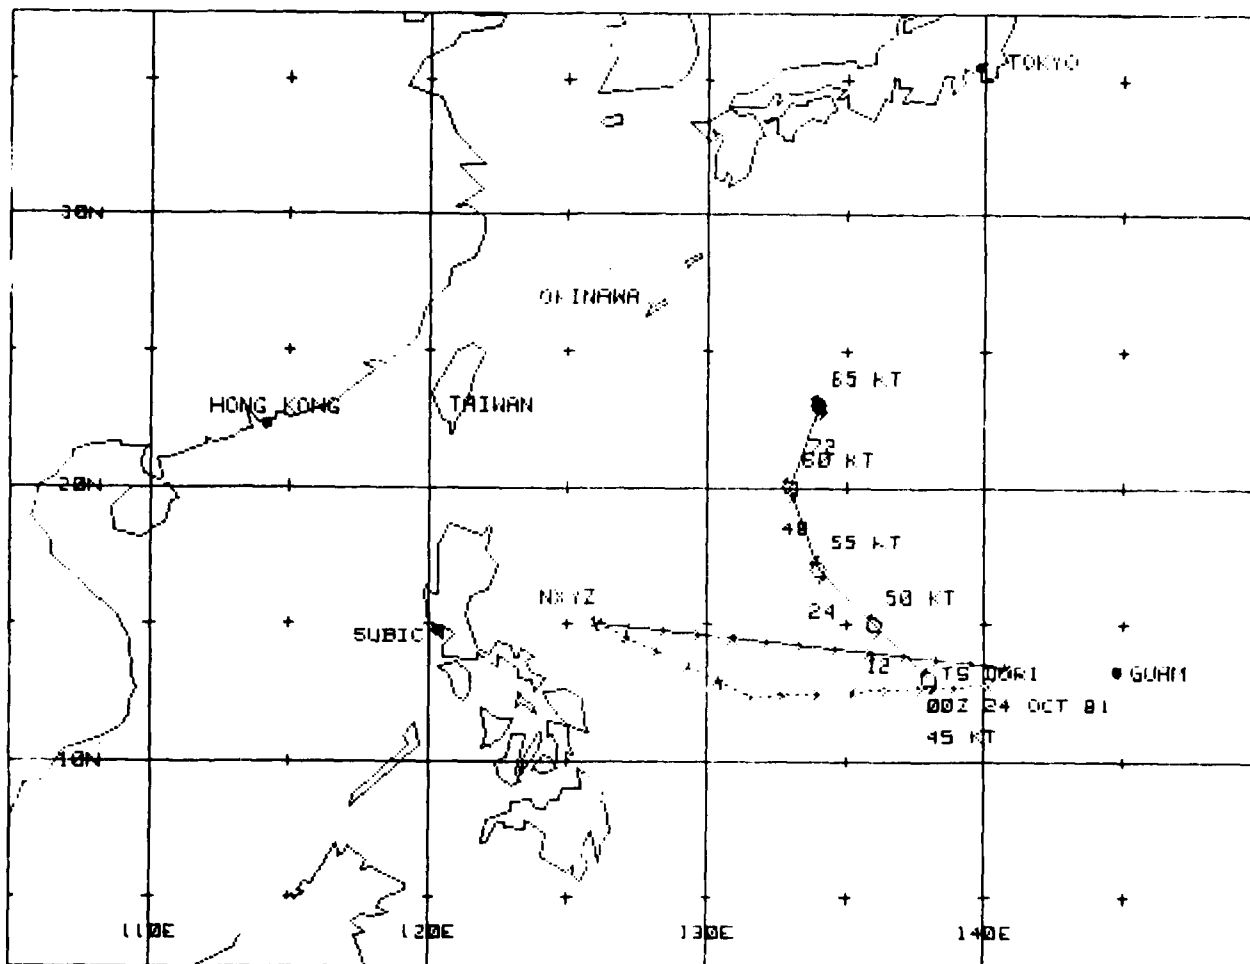 TOKYO
30N
OKINAWA
65 KT
HONG KONG
TAIWAN
72
60 KT
20N
48
55 KT
NXYZ
50 KT
24
SUBIC
12
TS DORI
GUAM
00Z 24 OCT 81
45 KT
10N
110E
120E
130E
140E